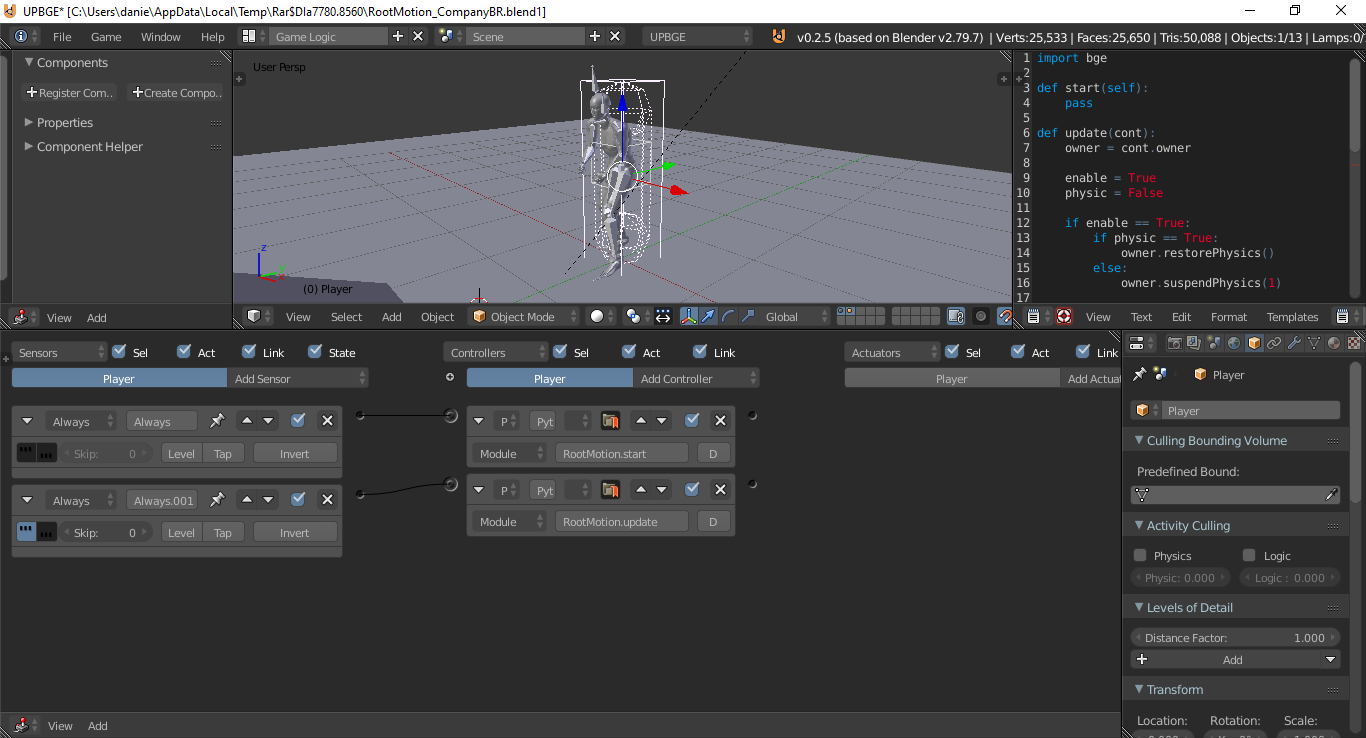 UPBGE* [C:\Users\danie\AppData\Local\Temp\Rar$DIa7780.8560\RootMotion_CompanyBR.blend1]
File Game Window Help Game Logic Scene UPBGE v0.2.5 (based on Blender v2.79.7) | Verts:25,533 | Faces:25,650 | Tris:50,088 | Objects:1/13 | Lamps:0/
Components
Register Com..
Create Compo..
Properties
Component Helper
View Add
User Persp
z
(0) Player
View Select Add Object Object Mode Global
1 import bge
2
3 def start(self):
4     pass
5
6 def update(cont):
7     owner = cont.owner
8
9     enable = True
10     physic = False
11
12     if enable == True:
13         if physic == True:
14             owner.restorePhysics()
15         else:
16             owner.suspendPhysics(1)
17
View Text Edit Format Templates
Sensors Sel Act Link State
Player Add Sensor
Always Always
Skip: 0 Level Tap Invert
Always Always.001
Skip: 0 Level Tap Invert
Controllers Sel Act Link
Player Add Controller
P Pyt
Module RootMotion.start D
P Pyt
Module RootMotion.update D
Actuators Sel Act Link
Player Add Actuat
View Add
Player
Player
Culling Bounding Volume
Predefined Bound:
Activity Culling
Physics Logic
Physic: 0.000 Logic : 0.000
Levels of Detail
Distance Factor: 1.000
Add
Transform
Location: Rotation: Scale: